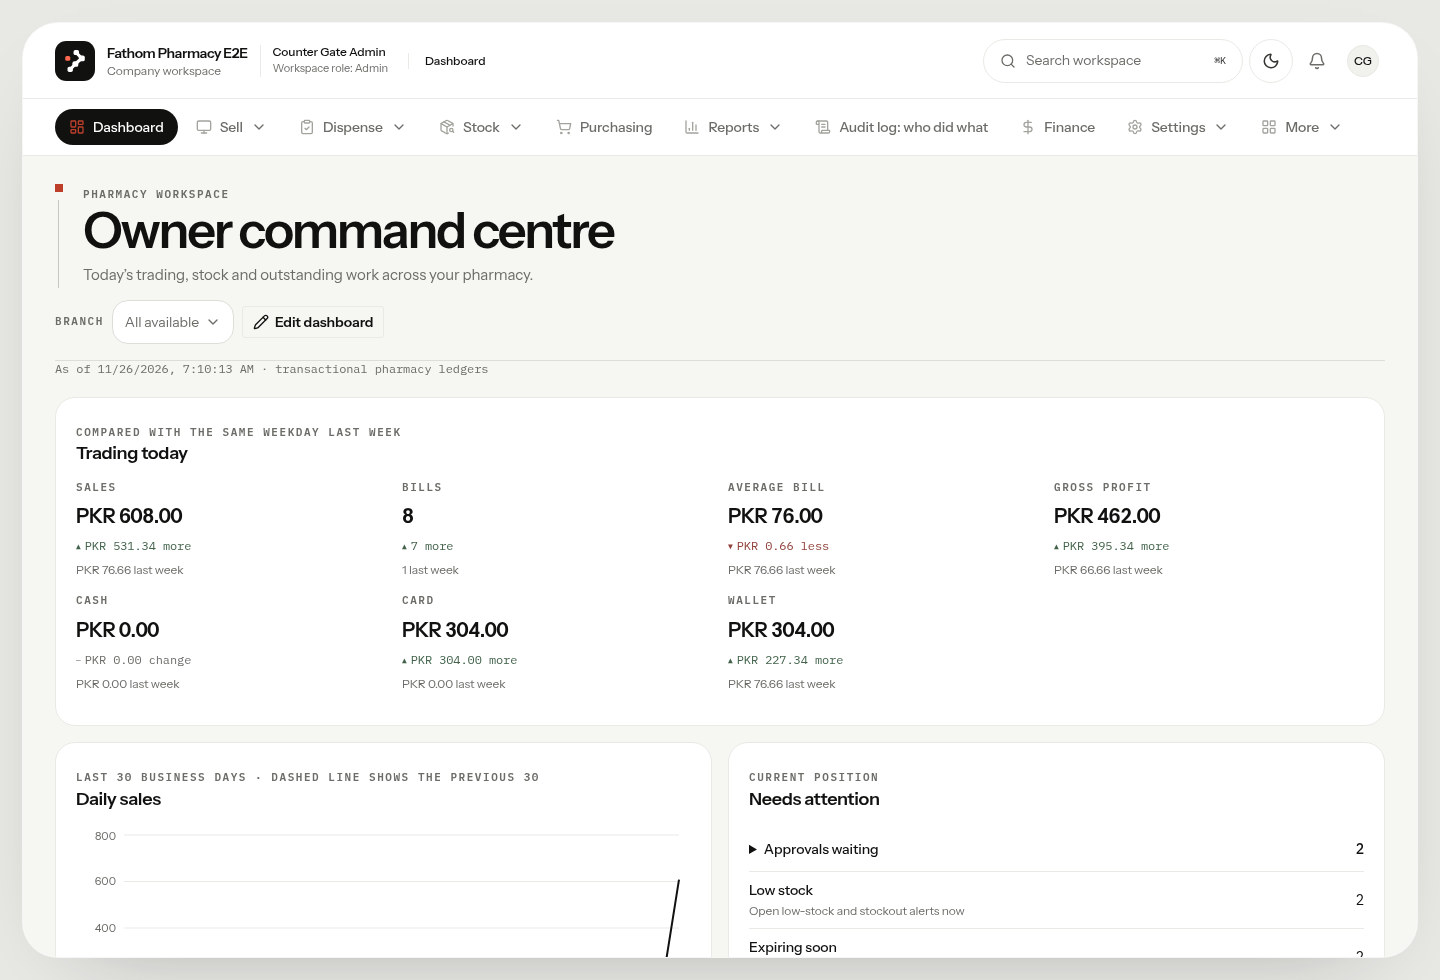 Fathom Pharmacy E2E
Company workspace
Counter Gate Admin
Workspace role: Admin
Dashboard
Search workspace
⌘K
CG
Dashboard
Sell
Dispense
Stock
Purchasing
Reports
Audit log: who did what
Finance
Settings
More
PHARMACY WORKSPACE
Owner command centre
Today's trading, stock and outstanding work across your pharmacy.
BRANCH
All available
Edit dashboard
As of 11/26/2026, 7:10:13 AM · transactional pharmacy ledgers
COMPARED WITH THE SAME WEEKDAY LAST WEEK
Trading today
SALES
PKR 608.00
▲ PKR 531.34 more
PKR 76.66 last week
BILLS
8
▲ 7 more
1 last week
AVERAGE BILL
PKR 76.00
▼ PKR 0.66 less
PKR 76.66 last week
GROSS PROFIT
PKR 462.00
▲ PKR 395.34 more
PKR 66.66 last week
CASH
PKR 0.00
– PKR 0.00 change
PKR 0.00 last week
CARD
PKR 304.00
▲ PKR 304.00 more
PKR 0.00 last week
WALLET
PKR 304.00
▲ PKR 227.34 more
PKR 76.66 last week
LAST 30 BUSINESS DAYS · DASHED LINE SHOWS THE PREVIOUS 30
Daily sales
800
600
400
CURRENT POSITION
Needs attention
▶ Approvals waiting
2
Low stock
Open low-stock and stockout alerts now
2
Expiring soon